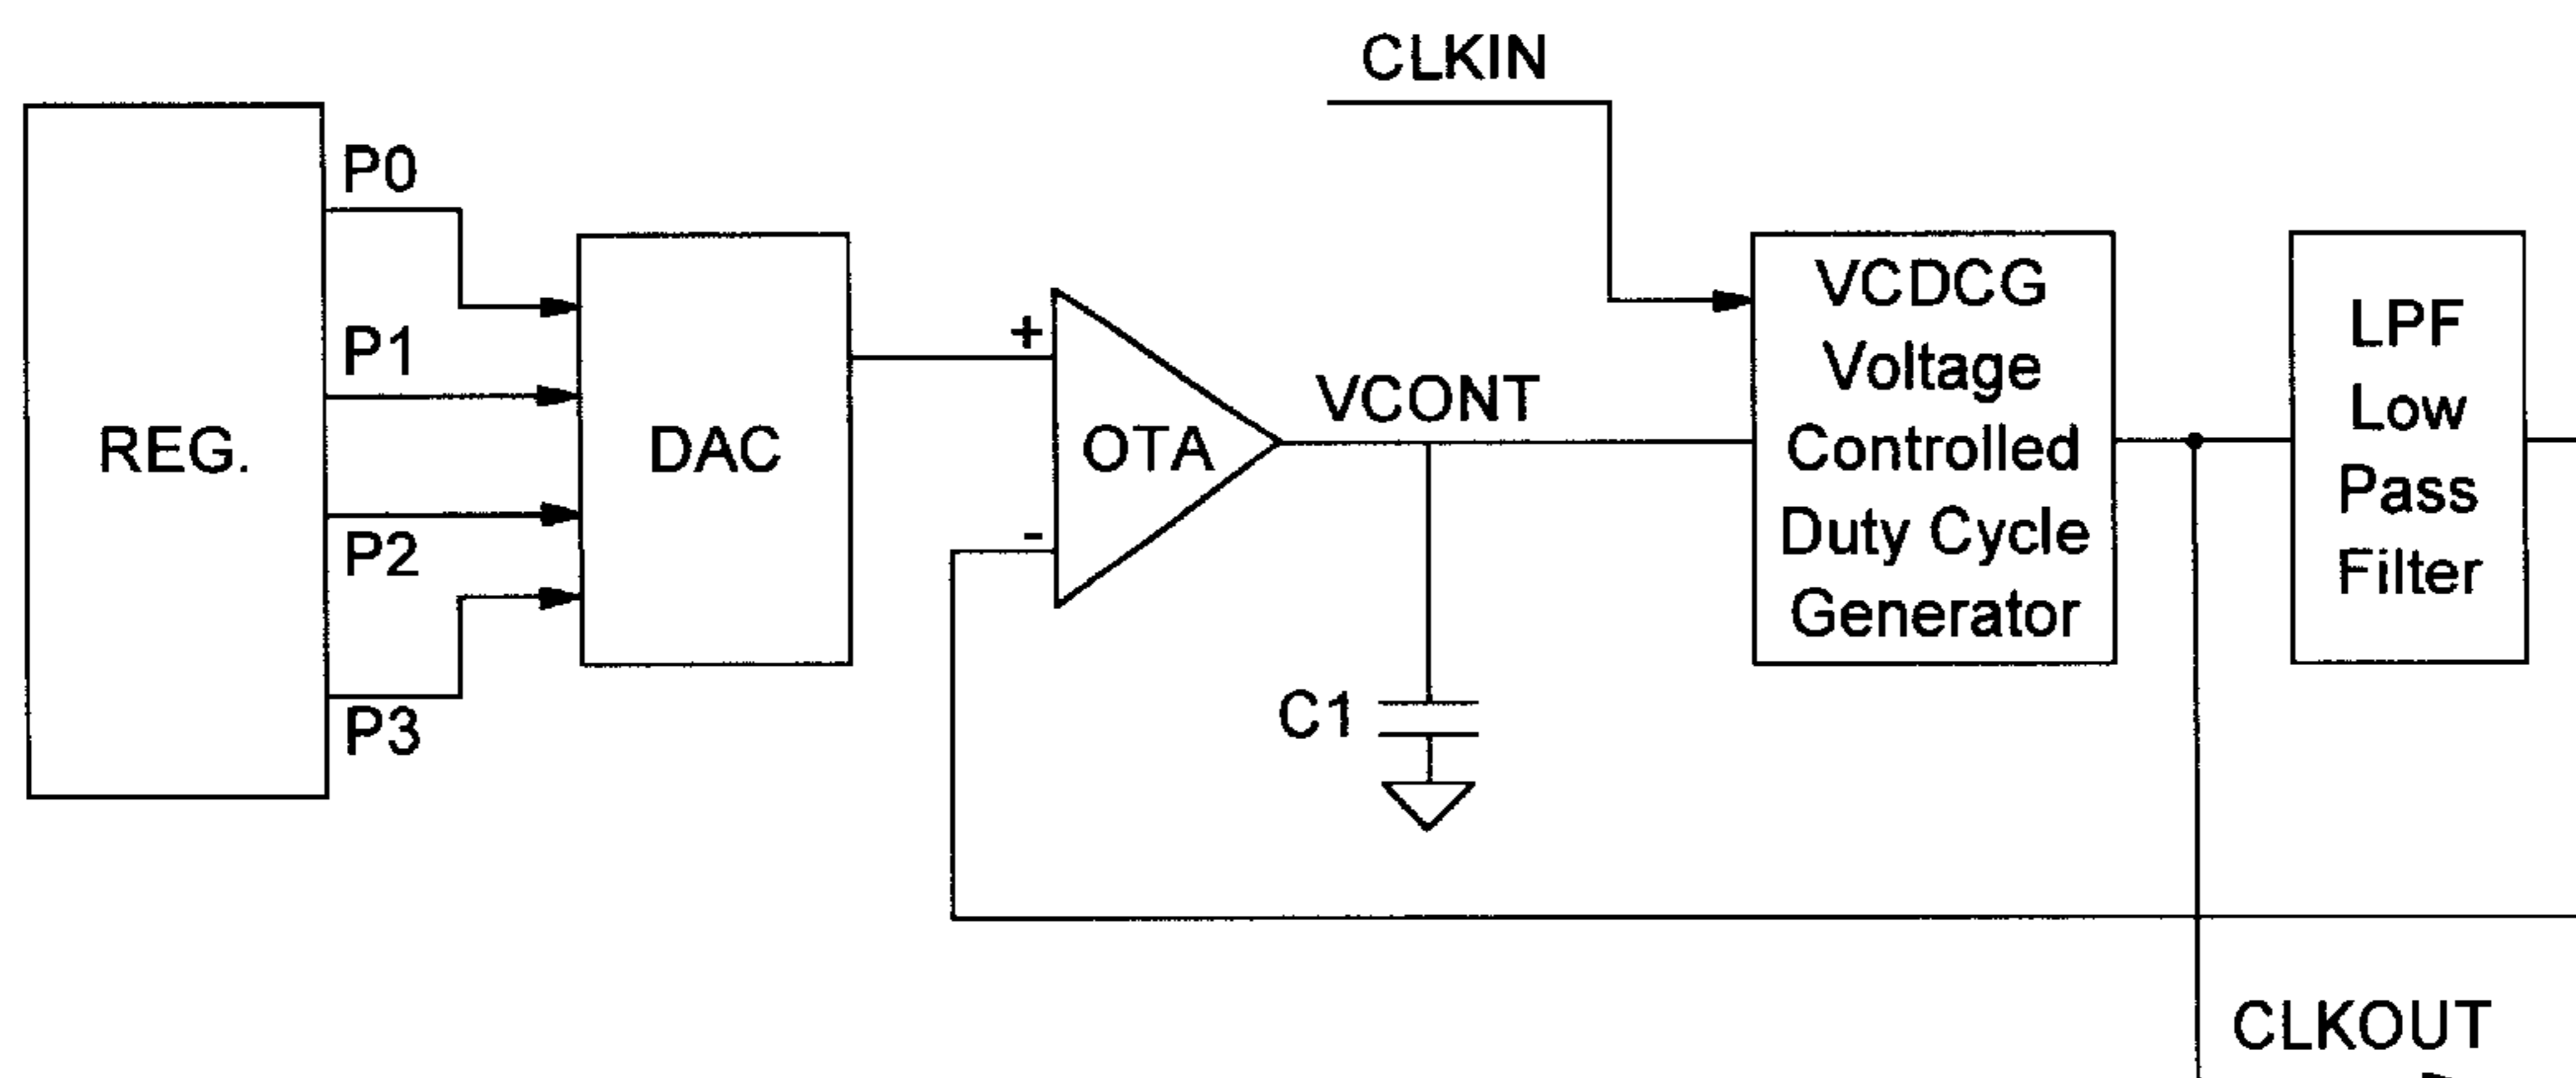 CLKIN
P0
P1
REG.
P2
P3
DAC
+
OTA
-
VCONT
C1
VCDCG
Voltage
Controlled
Duty Cycle
Generator
LPF
Low
Pass
Filter
CLKOUT